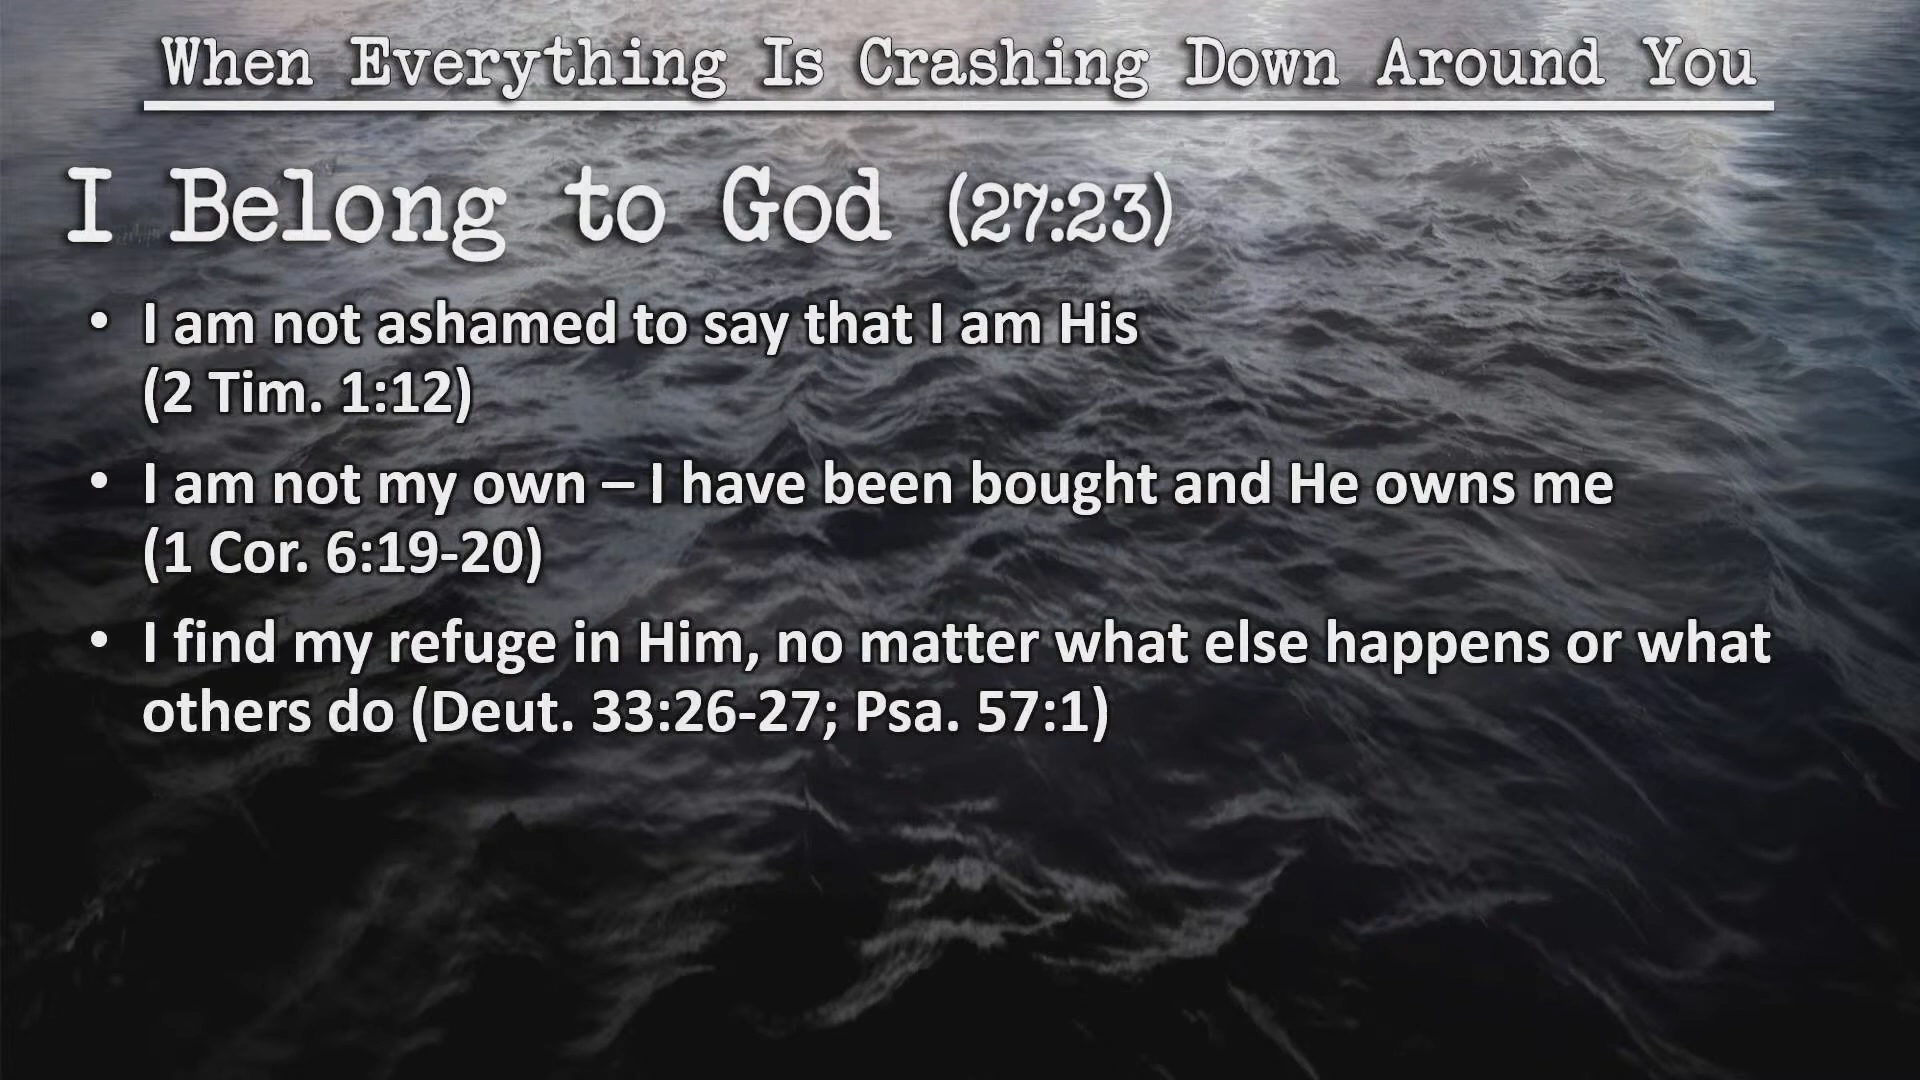 When Everything Is Crashing Down Around You
I Belong to God (27:23)
• I am not ashamed to say that I am His
(2 Tim. 1:12)
• I am not my own – I have been bought and He owns me
(1 Cor. 6:19-20)
• I find my refuge in Him, no matter what else happens or what
others do (Deut. 33:26-27; Psa. 57:1)